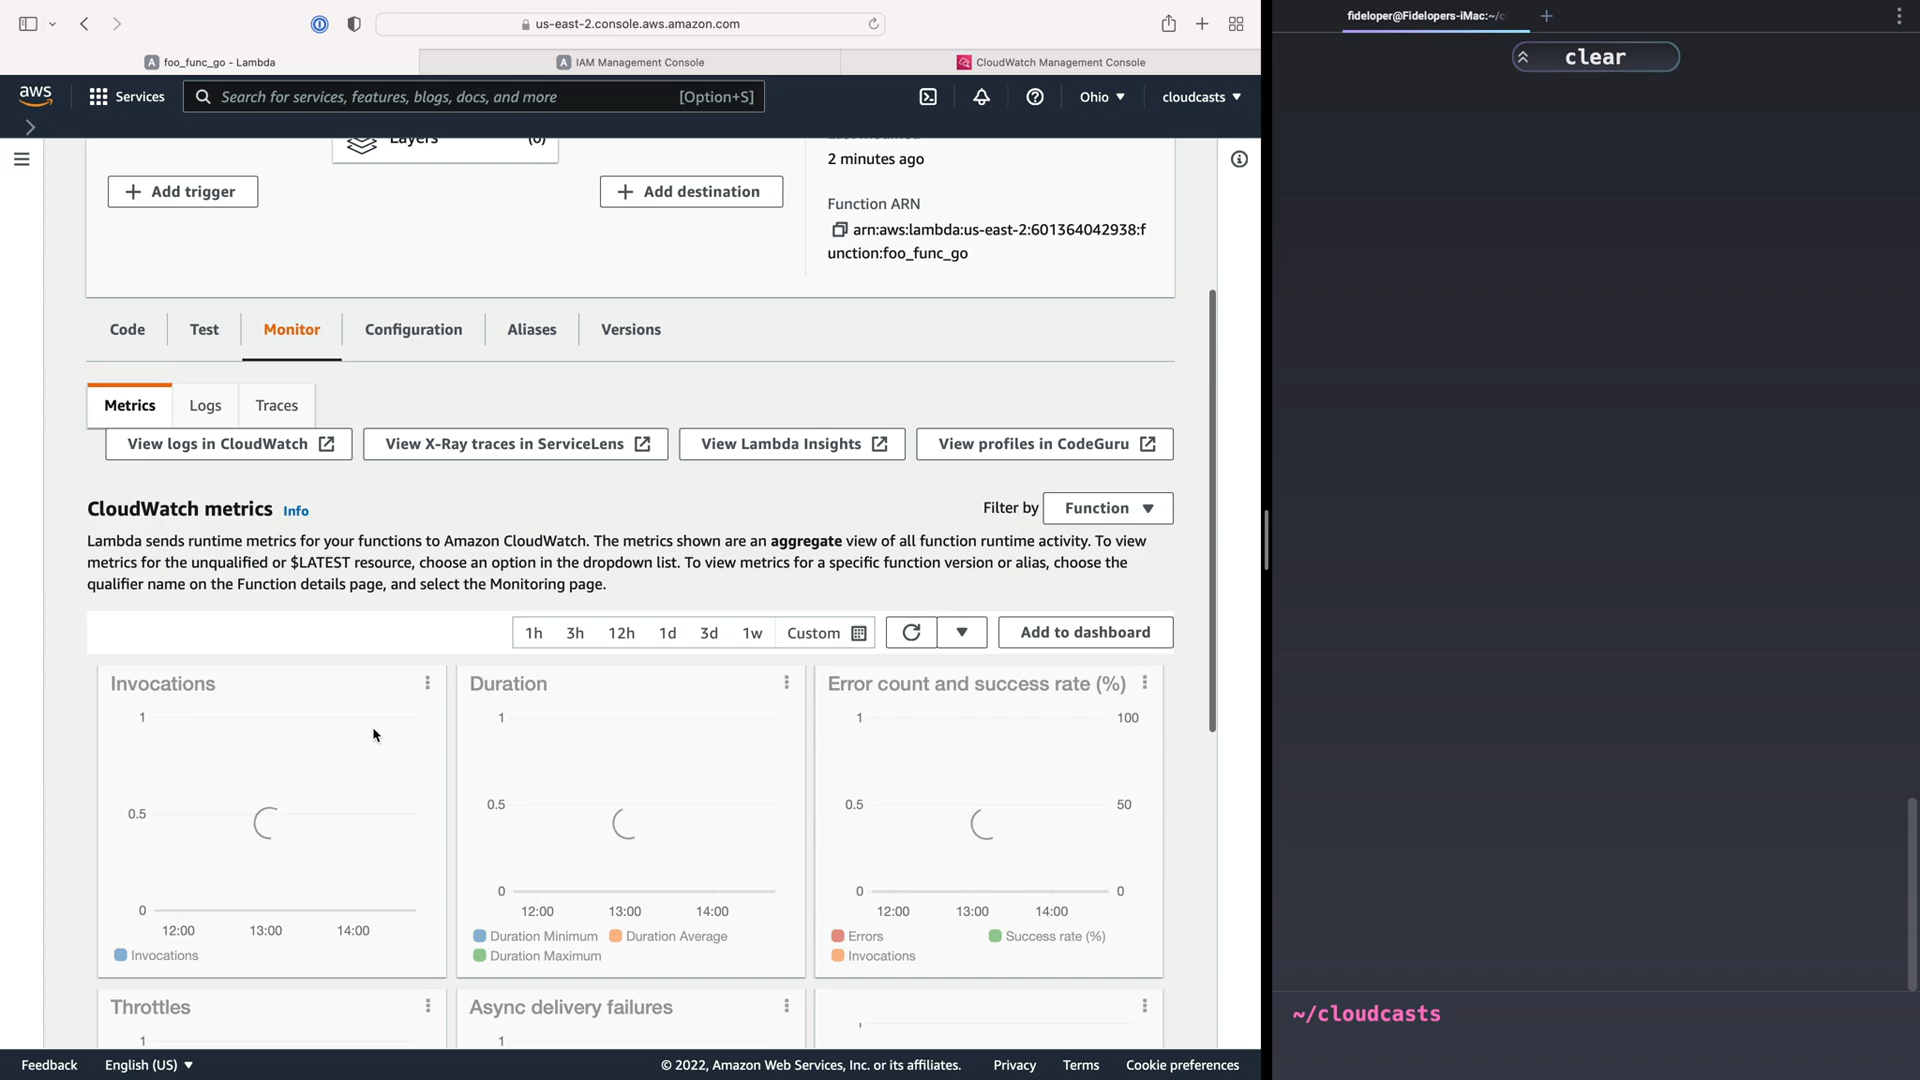 us-east-2.console.aws.amazon.com
foo_func_go - Lambda
IAM Management Console
CloudWatch Management Console
aws
Services
Search for services, features, blogs, docs, and more
[Option+S]
Ohio
cloudcasts
Layers
(0)
2 minutes ago
Add trigger
Add destination
Function ARN
arn:aws:lambda:us-east-2:601364042938:f
unction:foo_func_go
Code
Test
Monitor
Configuration
Aliases
Versions
Metrics
Logs
Traces
View logs in CloudWatch
View X-Ray traces in ServiceLens
View Lambda Insights
View profiles in CodeGuru
CloudWatch metrics Info
Filter by
Function
Lambda sends runtime metrics for your functions to Amazon CloudWatch. The metrics shown are an aggregate view of all function runtime activity. To view
metrics for the unqualified or $LATEST resource, choose an option in the dropdown list. To view metrics for a specific function version or alias, choose the
qualifier name on the Function details page, and select the Monitoring page.
1h
3h
12h
1d
3d
1w
Custom
Add to dashboard
Invocations
1
0.5
0
12:00
13:00
14:00
Invocations
Duration
1
0.5
0
12:00
13:00
14:00
Duration Minimum
Duration Average
Duration Maximum
Error count and success rate (%)
1
100
0.5
50
0
0
12:00
13:00
14:00
Errors
Success rate (%)
Invocations
Throttles
1
Async delivery failures
1
Feedback
English (US)
© 2022, Amazon Web Services, Inc. or its affiliates.
Privacy
Terms
Cookie preferences
fideloper@Fidelopers-iMac:~/c
clear
~/cloudcasts